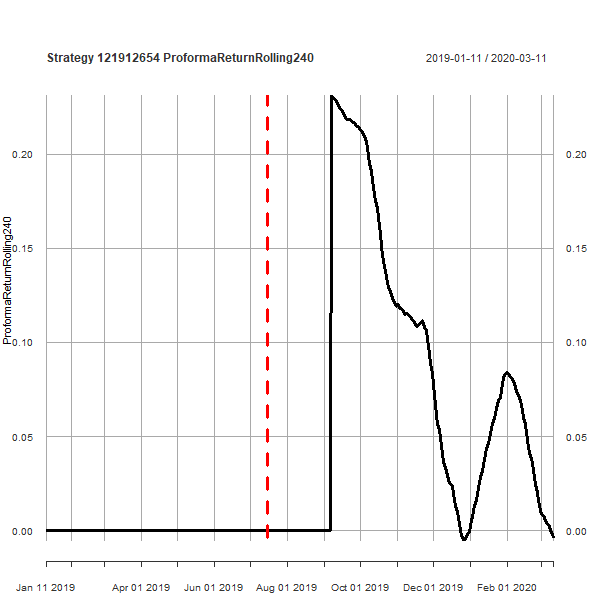 Strategy 121912654 ProformaReturnRolling240
2019-01-11 / 2020-03-11
ProformaReturnRolling240
0.20 0.20
0.15 0.15
0.10 0.10
0.05 0.05
0.00 0.00
Jan 11 2019 Apr 01 2019 Jun 01 2019 Aug 01 2019 Oct 01 2019 Dec 01 2019 Feb 01 2020